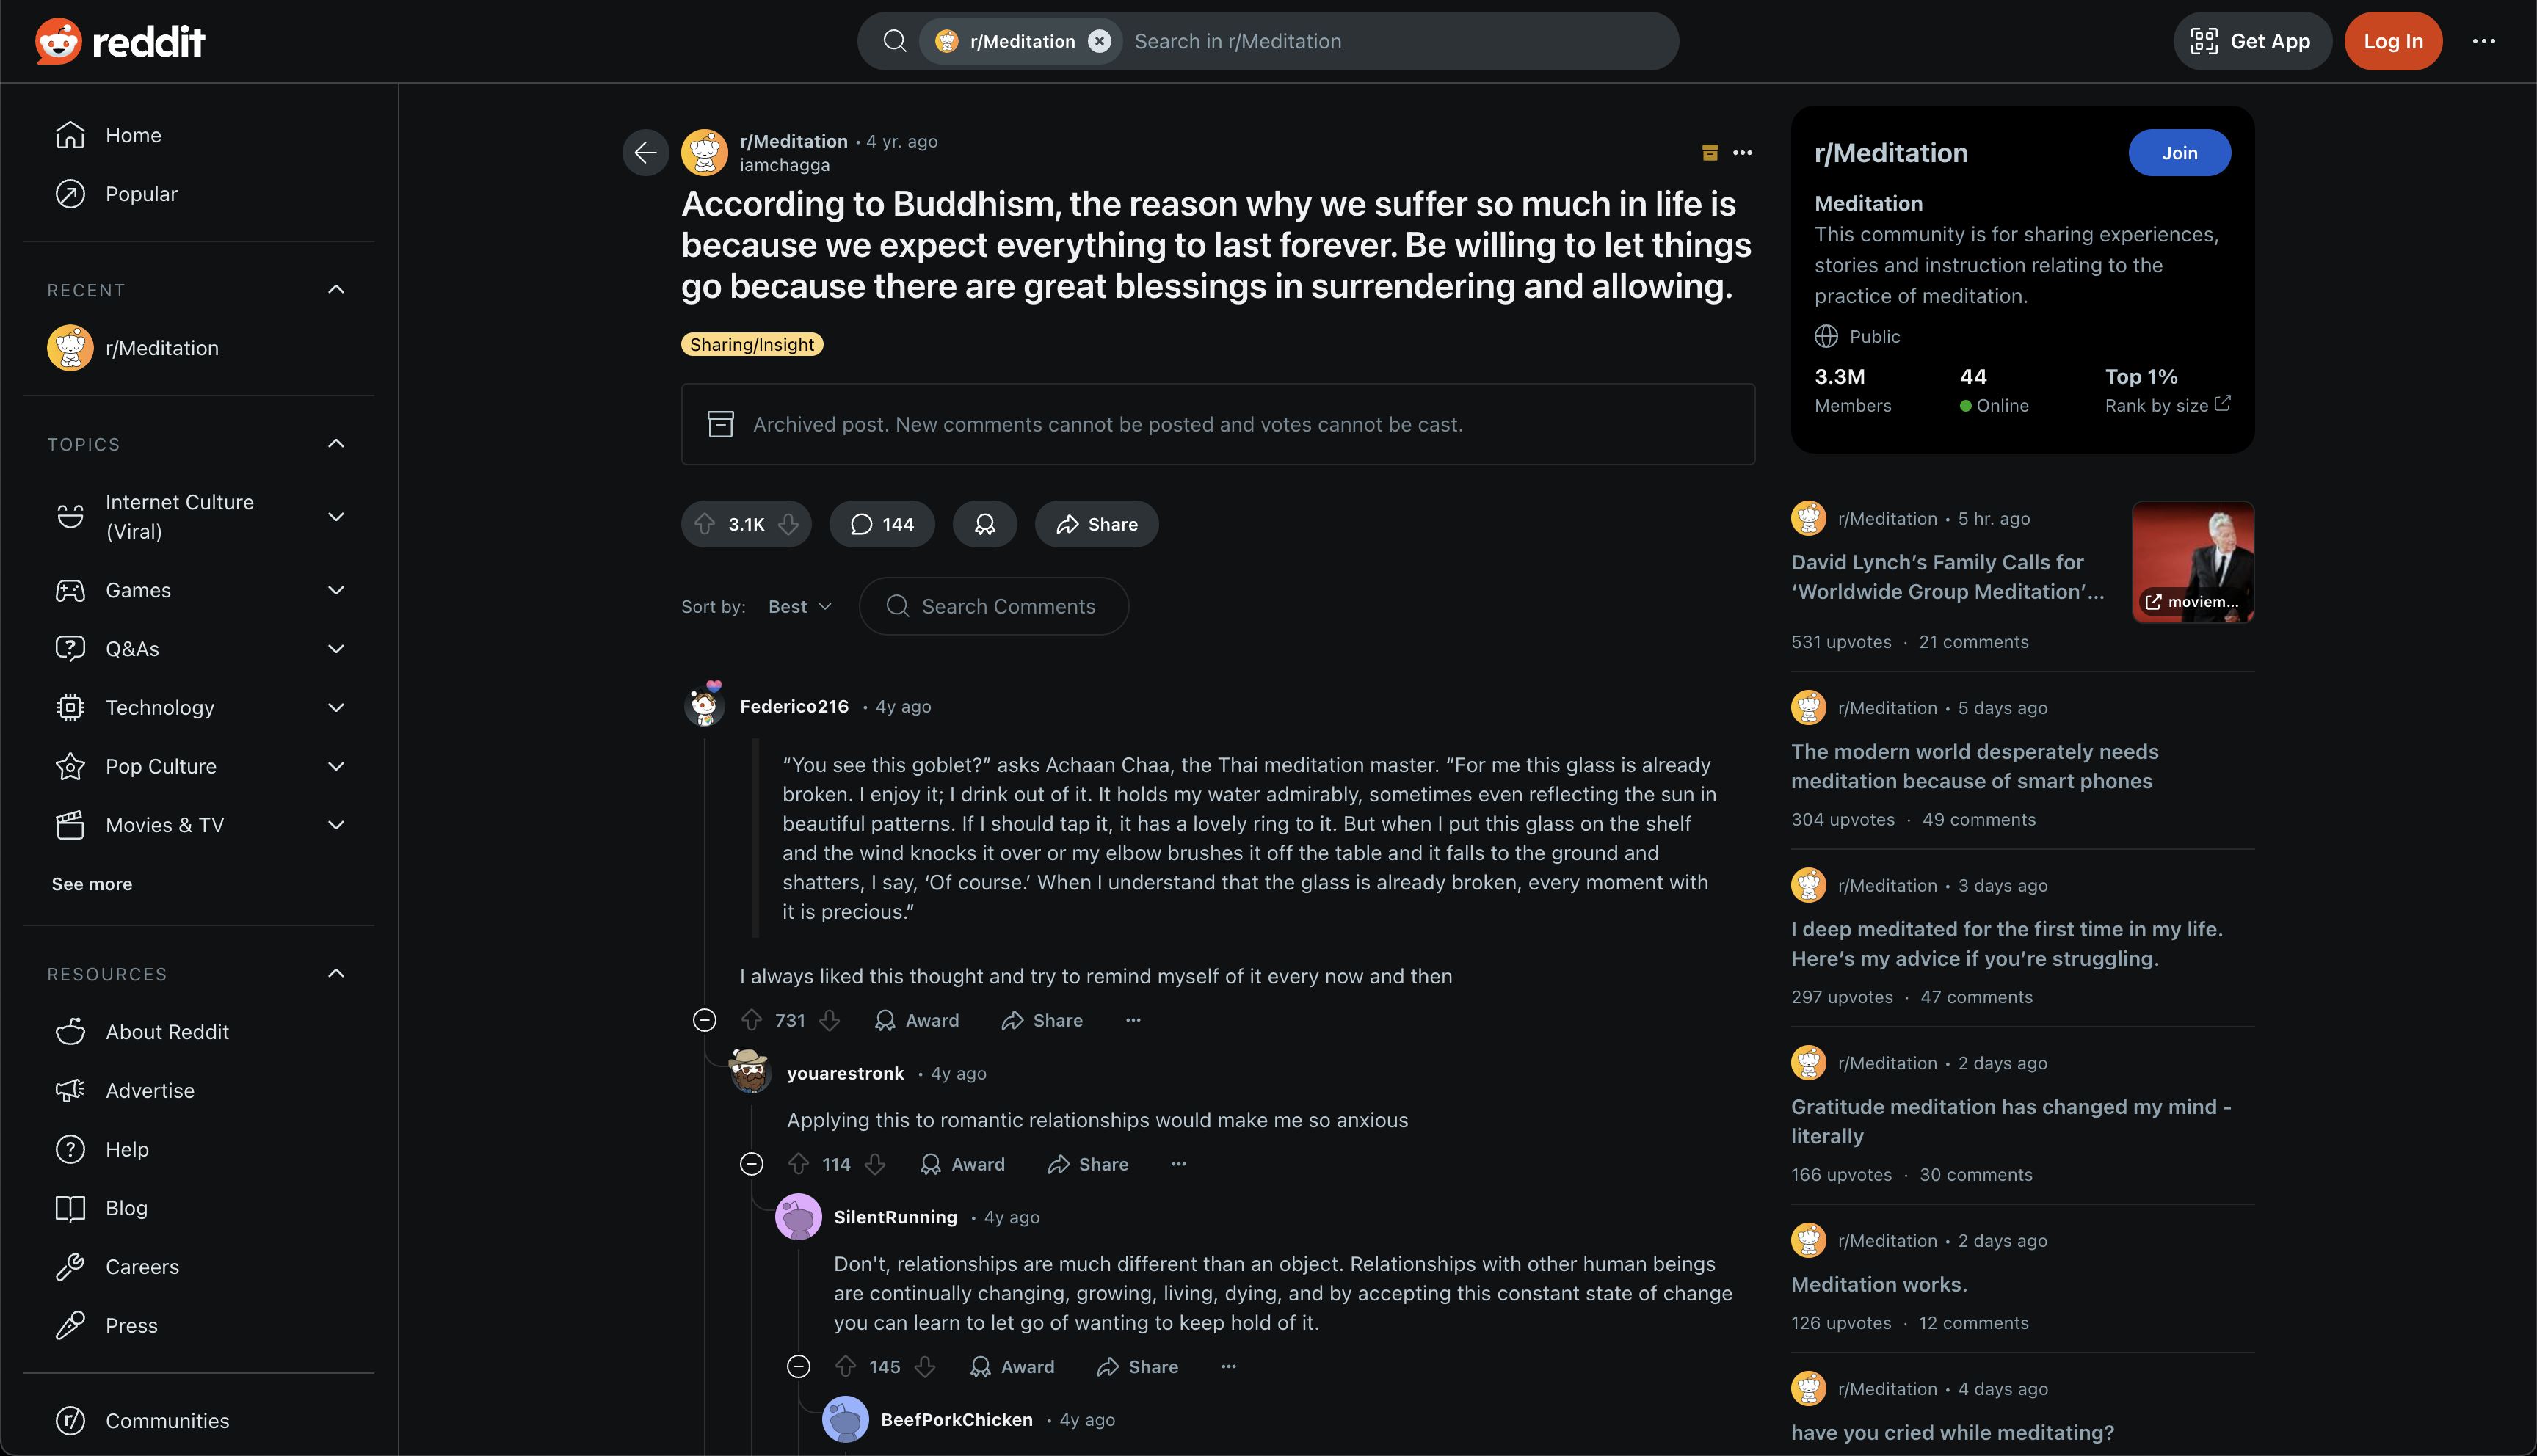 reddit
r/Meditation
Search in r/Meditation
Get App
Log In
Home
Popular
RECENT
r/Meditation
TOPICS
Internet Culture
(Viral)
Games
Q&As
Technology
Pop Culture
Movies & TV
See more
RESOURCES
About Reddit
Advertise
Help
Blog
Careers
Press
Communities
r/Meditation • 4 yr. ago
iamchagga
According to Buddhism, the reason why we suffer so much in life is
because we expect everything to last forever. Be willing to let things
go because there are great blessings in surrendering and allowing.
Sharing/Insight
Archived post. New comments cannot be posted and votes cannot be cast.
3.1K
144
Share
Sort by: Best
Search Comments
Federico216 • 4y ago
“You see this goblet?” asks Achaan Chaa, the Thai meditation master. “For me this glass is already
broken. I enjoy it; I drink out of it. It holds my water admirably, sometimes even reflecting the sun in
beautiful patterns. If I should tap it, it has a lovely ring to it. But when I put this glass on the shelf
and the wind knocks it over or my elbow brushes it off the table and it falls to the ground and
shatters, I say, ‘Of course.’ When I understand that the glass is already broken, every moment with
it is precious.”
I always liked this thought and try to remind myself of it every now and then
731 Award Share
youarestronk • 4y ago
Applying this to romantic relationships would make me so anxious
114 Award Share
SilentRunning • 4y ago
Don't, relationships are much different than an object. Relationships with other human beings
are continually changing, growing, living, dying, and by accepting this constant state of change
you can learn to let go of wanting to keep hold of it.
145 Award Share
BeefPorkChicken • 4y ago
r/Meditation
Join
Meditation
This community is for sharing experiences,
stories and instruction relating to the
practice of meditation.
Public
3.3M 44 Top 1%
Members Online Rank by size
r/Meditation • 5 hr. ago
David Lynch’s Family Calls for
‘Worldwide Group Meditation’...
moviem...
531 upvotes · 21 comments
r/Meditation • 5 days ago
The modern world desperately needs
meditation because of smart phones
304 upvotes · 49 comments
r/Meditation • 3 days ago
I deep meditated for the first time in my life.
Here’s my advice if you’re struggling.
297 upvotes · 47 comments
r/Meditation • 2 days ago
Gratitude meditation has changed my mind -
literally
166 upvotes · 30 comments
r/Meditation • 2 days ago
Meditation works.
126 upvotes · 12 comments
r/Meditation • 4 days ago
have you cried while meditating?